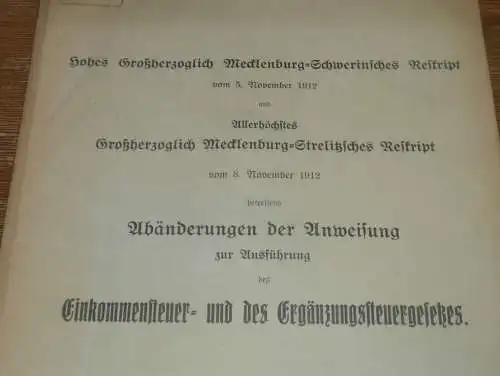 Hohes Großherzoglich Mecklenburg=Schwerinsches Reskript
vom 5. November 1912
und
Allerhöchstes
Großherzoglich Mecklenburg=Strelitzsches Reskript
vom 8. November 1912
betreffend
Abänderungen der Anweisung
zur Ausführung
des
Einkommensteuer= und des Ergänzungssteuergesetzes.